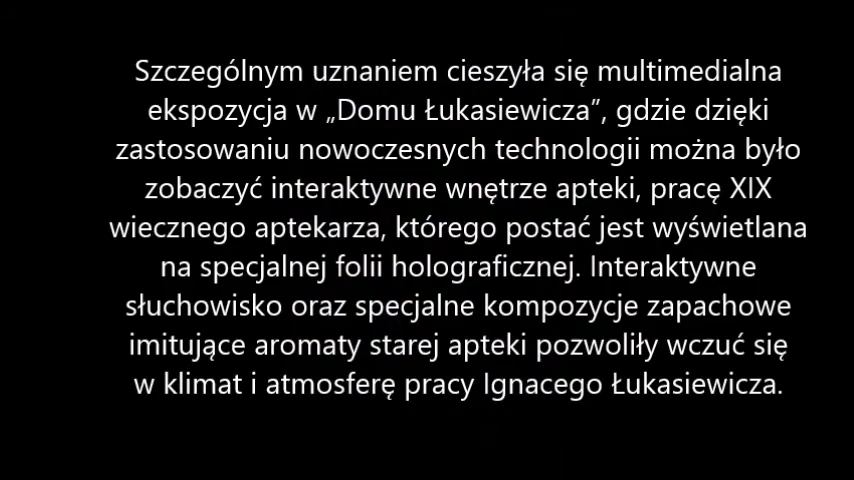 Szczególnym uznaniem cieszyła się multimedialna
ekspozycja w „Domu Łukasiewicza”, gdzie dzięki
zastosowaniu nowoczesnych technologii można było
zobaczyć interaktywne wnętrze apteki, pracę XIX
wiecznego aptekarza, którego postać jest wyświetlana
na specjalnej folii holograficznej. Interaktywne
słuchowisko oraz specjalne kompozycje zapachowe
imitujące aromaty starej apteki pozwoliły wczuć się
w klimat i atmosferę pracy Ignacego Łukasiewicza.